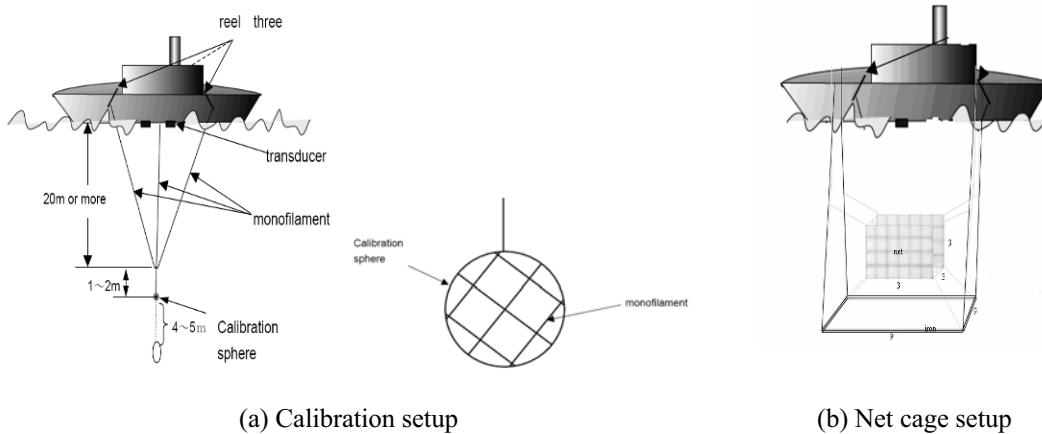 reel three
transducer
20m or more
monofilament
1～2m
4～5m
Calibration
sphere
Calibration
sphere
monofilament
(a) Calibration setup
net
3
3
3
iron
9
(b) Net cage setup